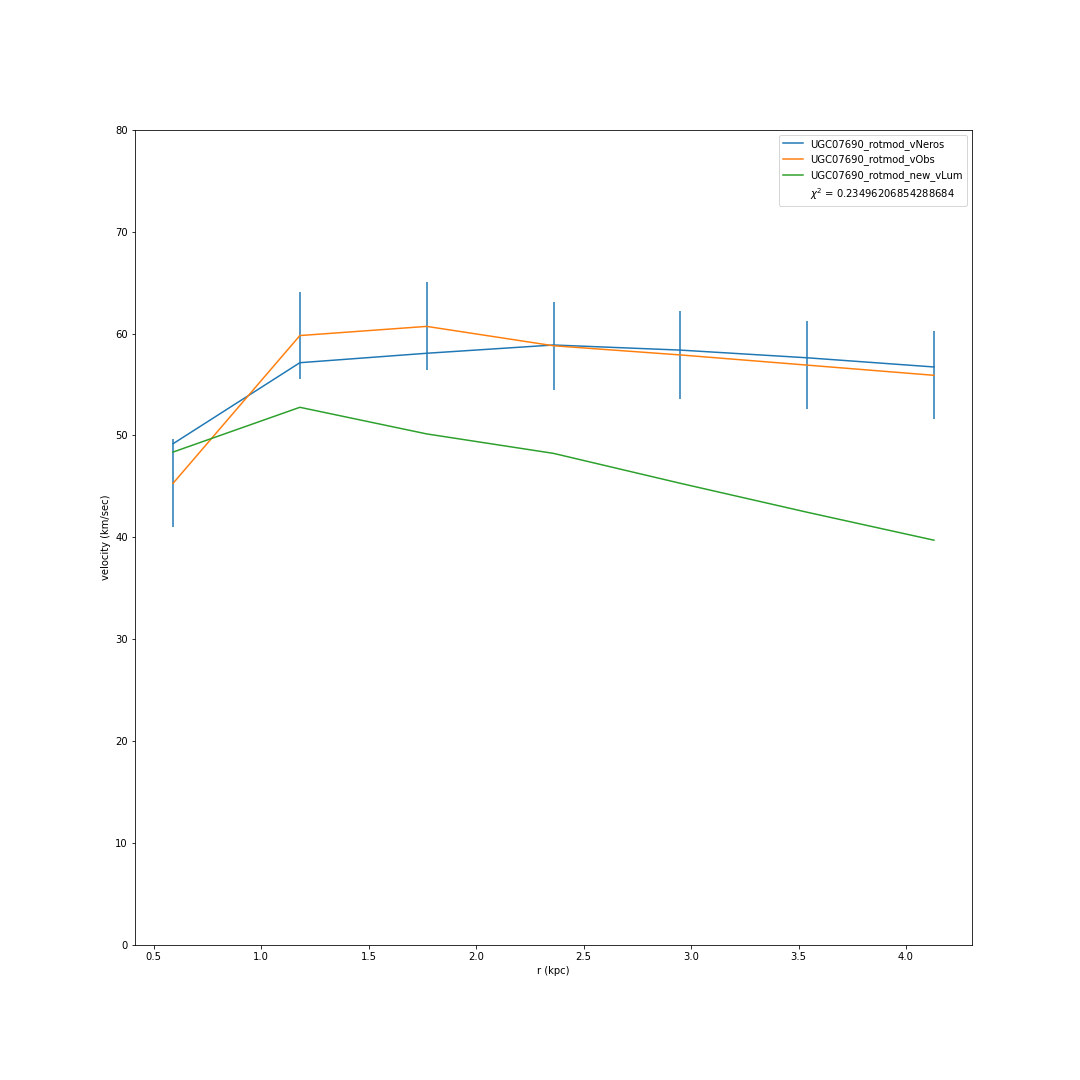 UGC07690_rotmod_vNeros
UGC07690_rotmod_vObs
UGC07690_rotmod_new_vLum
χ² = 0.23496206854288684
80
70
60
50
40
30
20
10
0
velocity (km/sec)
0.5 1.0 1.5 2.0 2.5 3.0 3.5 4.0
r (kpc)